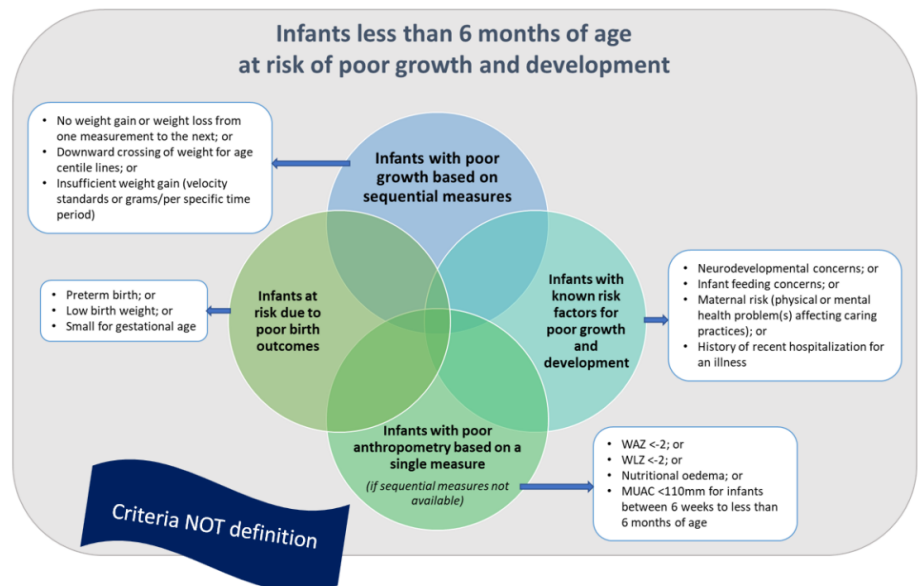 Infants less than 6 months of age
at risk of poor growth and development
• No weight gain or weight loss from
one measurement to the next; or
• Downward crossing of weight for age
centile lines; or
• Insufficient weight gain (velocity
standards or grams/per specific time
period)
Infants with poor
growth based on
sequential measures
• Preterm birth; or
• Low birth weight; or
• Small for gestational age
Infants at
risk due to
poor birth
outcomes
Infants with
known risk
factors for
poor growth
and
development
• Neurodevelopmental concerns; or
• Infant feeding concerns; or
• Maternal risk (physical or mental
health problem(s) affecting caring
practices); or
• History of recent hospitalization for
an illness
Infants with poor
anthropometry based on a
single measure
(if sequential measures not
available)
• WAZ <-2; or
• WLZ <-2; or
• Nutritional oedema; or
• MUAC <110mm for infants
between 6 weeks to less than
6 months of age
Criteria NOT definition